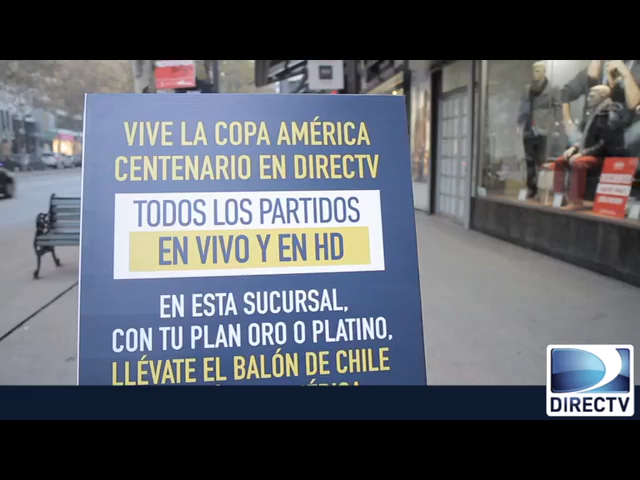 VIVE LA COPA AMÉRICA
CENTENARIO EN DIRECTV
TODOS LOS PARTIDOS
EN VIVO Y EN HD
EN ESTA SUCURSAL,
CON TU PLAN ORO O PLATINO,
LLÉVATE EL BALÓN DE CHILE
DIRECTV